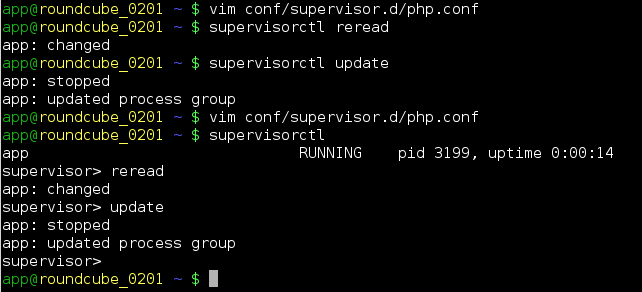 app@roundcube_0201 ~ $ vim conf/supervisor.d/php.conf
app@roundcube_0201 ~ $ supervisorctl reread
app: changed
app@roundcube_0201 ~ $ supervisorctl update
app: stopped
app: updated process group
app@roundcube_0201 ~ $ vim conf/supervisor.d/php.conf
app@roundcube_0201 ~ $ supervisorctl
app                              RUNNING    pid 3199, uptime 0:00:14
supervisor> reread
app: changed
supervisor> update
app: stopped
app: updated process group
supervisor>
app@roundcube_0201 ~ $